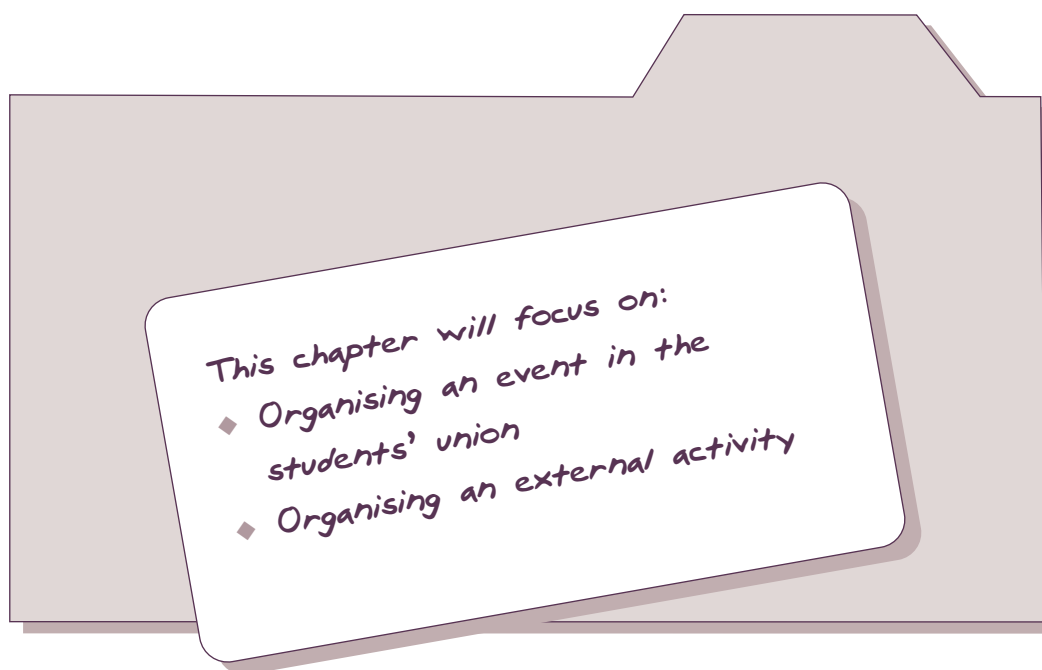 This chapter will focus on:
◆ Organising an event in the
students’ union
◆ Organising an external activity